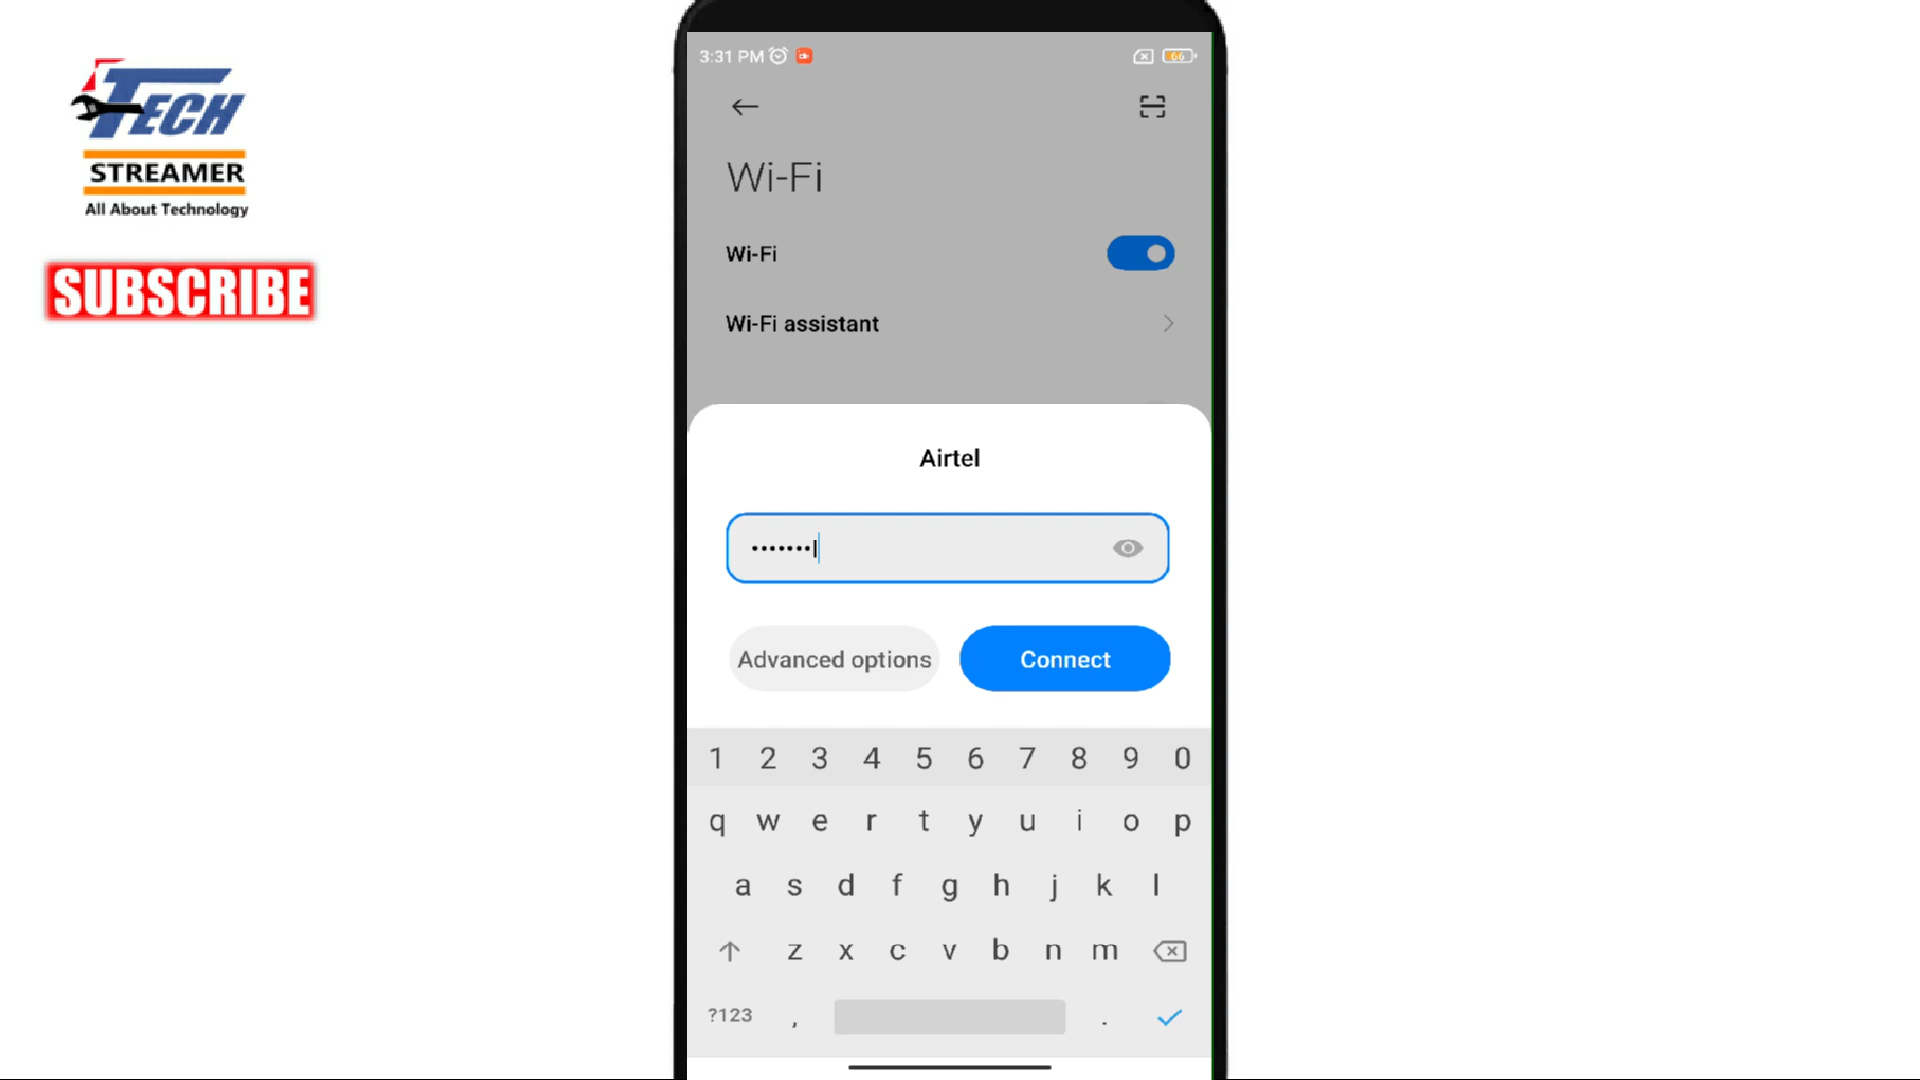 TECH
STREAMER
All About Technology
SUBSCRIBE
3:31 PM
66
Wi-Fi
Wi-Fi
Wi-Fi assistant
Airtel
•••••••l
Advanced options
Connect
1 2 3 4 5 6 7 8 9 0
q w e r t y u i o p
a s d f g h j k l
z x c v b n m
?123 , .